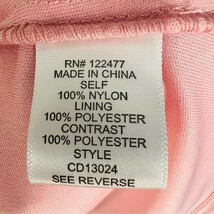 RN# 122477
MADE IN CHINA
SELF
100% NYLON
LINING
100% POLYESTER
CONTRAST
100% POLYESTER
STYLE
CD13024
SEE REVERSE